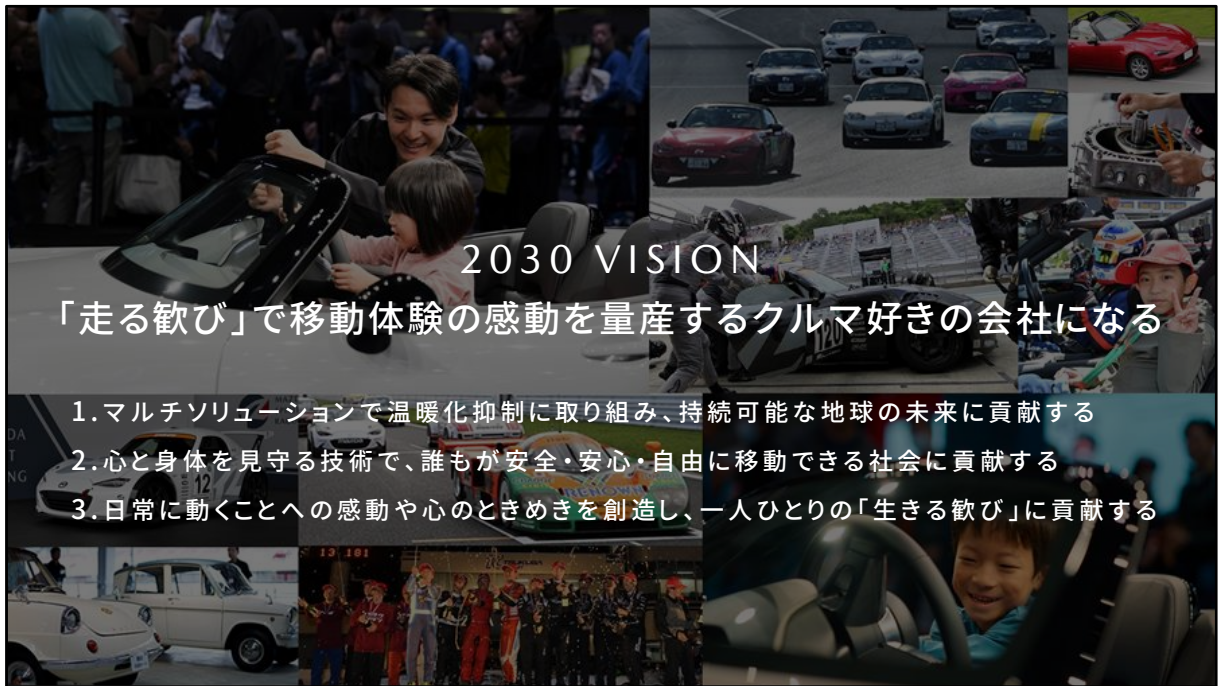 2030 VISION
「走る歓び」で移動体験の感動を量産するクルマ好きの会社になる
1.マルチソリューションで温暖化抑制に取り組み、持続可能な地球の未来に貢献する
2.心と身体を見守る技術で、誰もが安全・安心・自由に移動できる社会に貢献する
3.日常に動くことへの感動や心のときめきを創造し、一人ひとりの「生きる歓び」に貢献する
120
12
RENOWN